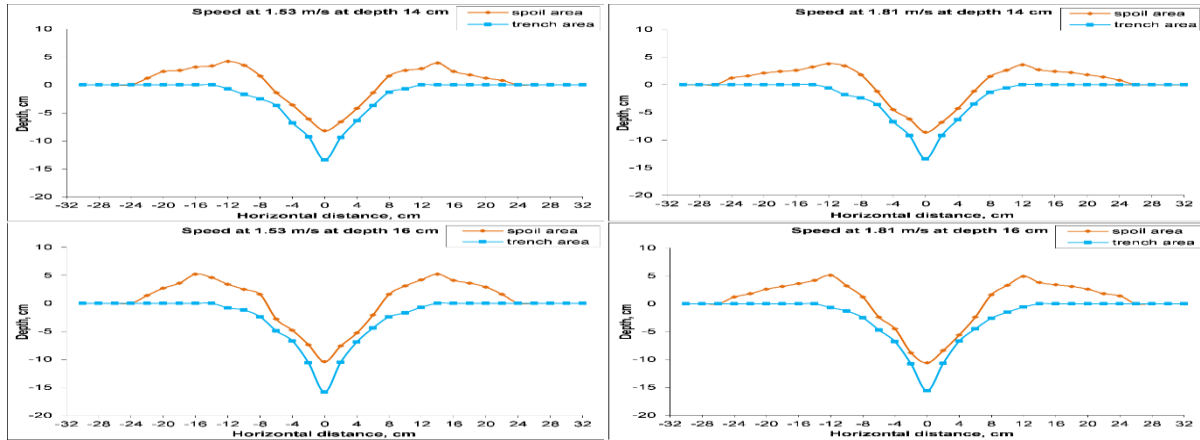 Speed at 1.53 m/s at depth 14 cm
spoil area
trench area
10
5
0
-5
-10
-15
-20
Depth, cm
-32 -28 -24 -20 -16 -12 -8 -4 0 4 8 12 16 20 24 28 32
Horizontal distance, cm
Speed at 1.81 m/s at depth 14 cm
spoil area
trench area
10
5
0
-5
-10
-15
-20
Depth, cm
-32 -28 -24 -20 -16 -12 -8 -4 0 4 8 12 16 20 24 28 32
Horizontal distance, cm
Speed at 1.53 m/s at depth 16 cm
spoil area
trench area
10
5
0
-5
-10
-15
-20
Depth, cm
-32 -28 -24 -20 -16 -12 -8 -4 0 4 8 12 16 20 24 28 32
Horizontal distance, cm
Speed at 1.81 m/s at depth 16 cm
spoil area
trench area
10
5
0
-5
-10
-15
-20
Depth, cm
-32 -28 -24 -20 -16 -12 -8 -4 0 4 8 12 16 20 24 28 32
Horizontal distance, cm